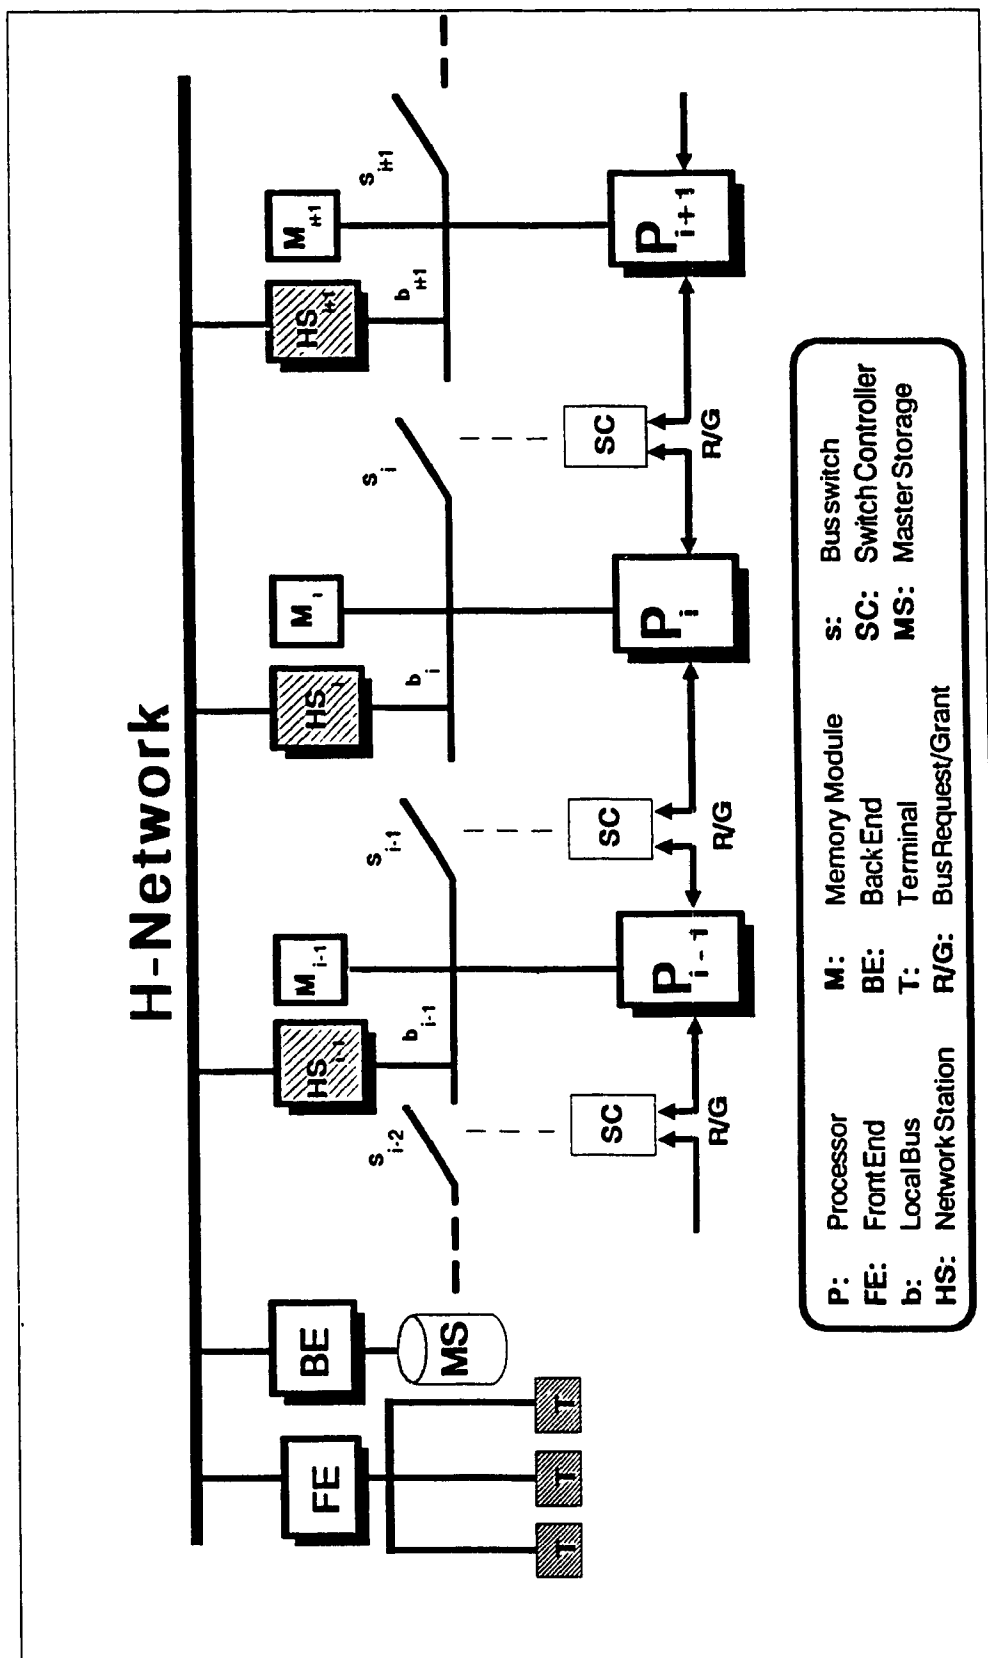 H-Network
FE
BE
MS
T
T
T
HS i-1
M i-1
b i-1
s i-2
s i-1
SC
R/G
P i-1
HS i
M i
b i
s i
SC
R/G
P i
HS i+1
M i+1
b i+1
s i+1
SC
R/G
P i+1
P: Processor M: Memory Module s: Bus switch
FE: Front End BE: Back End SC: Switch Controller
b: Local Bus T: Terminal MS: Master Storage
HS: Network Station R/G: Bus Request/Grant